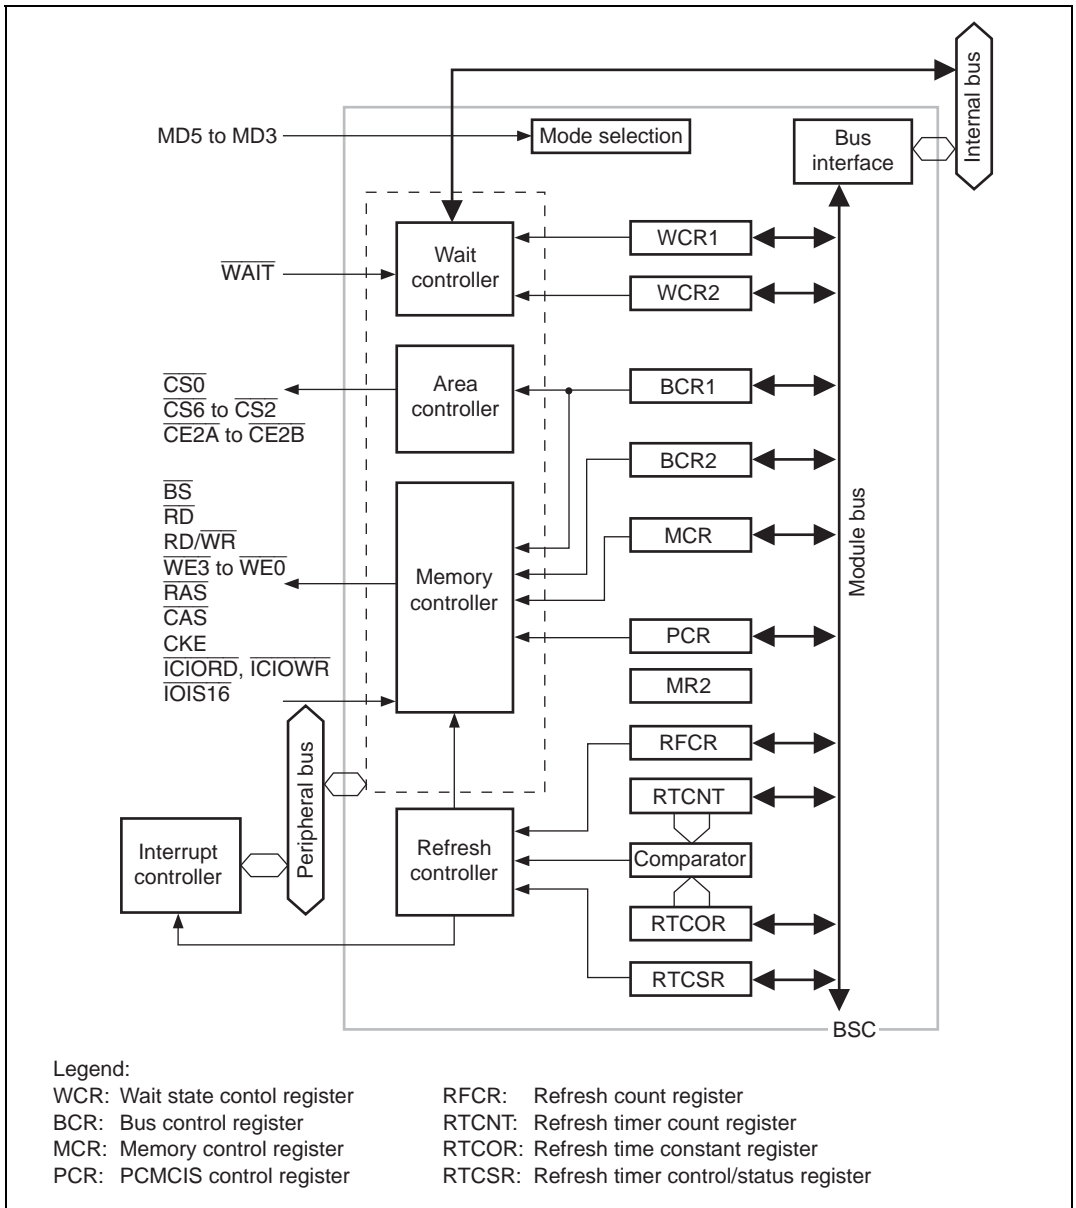 Internal bus
MD5 to MD3
Mode selection
Bus
interface
Wait
controller
WCR1
WAIT
WCR2
CS0
CS6 to CS2
CE2A to CE2B
Area
controller
BCR1
BCR2
BS
RD
RD/WR
WE3 to WE0
RAS
CAS
CKE
ICIORD, ICIOWR
IOIS16
Memory
controller
MCR
Module bus
PCR
MR2
RFCR
Peripheral bus
RTCNT
Interrupt
controller
Refresh
controller
Comparator
RTCOR
RTCSR
BSC
Legend:
WCR: Wait state contol register
BCR: Bus control register
MCR: Memory control register
PCR: PCMCIS control register
RFCR: Refresh count register
RTCNT: Refresh timer count register
RTCOR: Refresh time constant register
RTCSR: Refresh timer control/status register